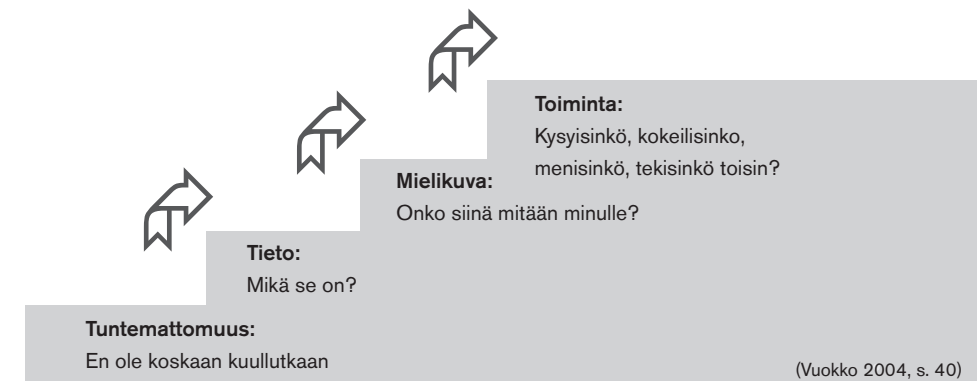 Toiminta:
Kysyisinkö, kokeilisinko,
menisinkö, tekisinkö toisin?
Mielikuva:
Onko siinä mitään minulle?
Tieto:
Mikä se on?
Tuntemattomuus:
En ole koskaan kuullutkaan
(Vuokko 2004, s. 40)